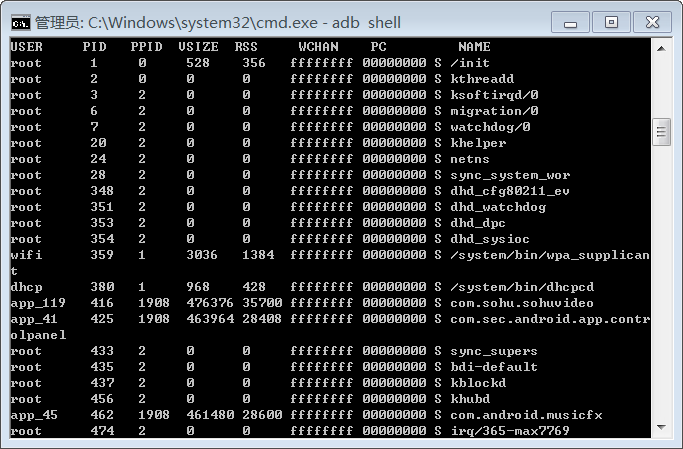 管理员: C:\Windows\system32\cmd.exe - adb shell
USER PID PPID VSIZE RSS WCHAN PC NAME
root 1 0 528 356 ffffffff 00000000 S /init
root 2 0 0 0 ffffffff 00000000 S kthreadd
root 3 2 0 0 ffffffff 00000000 S ksoftirqd/0
root 6 2 0 0 ffffffff 00000000 S migration/0
root 7 2 0 0 ffffffff 00000000 S watchdog/0
root 20 2 0 0 ffffffff 00000000 S khelper
root 24 2 0 0 ffffffff 00000000 S netns
root 28 2 0 0 ffffffff 00000000 S sync_system_wor
root 348 2 0 0 ffffffff 00000000 S dhd_cfg80211_ev
root 351 2 0 0 ffffffff 00000000 S dhd_watchdog
root 353 2 0 0 ffffffff 00000000 S dhd_dpc
root 354 2 0 0 ffffffff 00000000 S dhd_sysioc
wifi 359 1 3036 1384 ffffffff 00000000 S /system/bin/wpa_supplican
t
dhcp 380 1 968 428 ffffffff 00000000 S /system/bin/dhcpcd
app_119 416 1908 476376 35700 ffffffff 00000000 S com.sohu.sohuvideo
app_41 425 1908 463964 28408 ffffffff 00000000 S com.sec.android.app.contr
olpanel
root 433 2 0 0 ffffffff 00000000 S sync_supers
root 435 2 0 0 ffffffff 00000000 S bdi-default
root 437 2 0 0 ffffffff 00000000 S kblockd
root 456 2 0 0 ffffffff 00000000 S khubd
app_45 462 1908 461480 28600 ffffffff 00000000 S com.android.musicfx
root 474 2 0 0 ffffffff 00000000 S irq/365-max7769